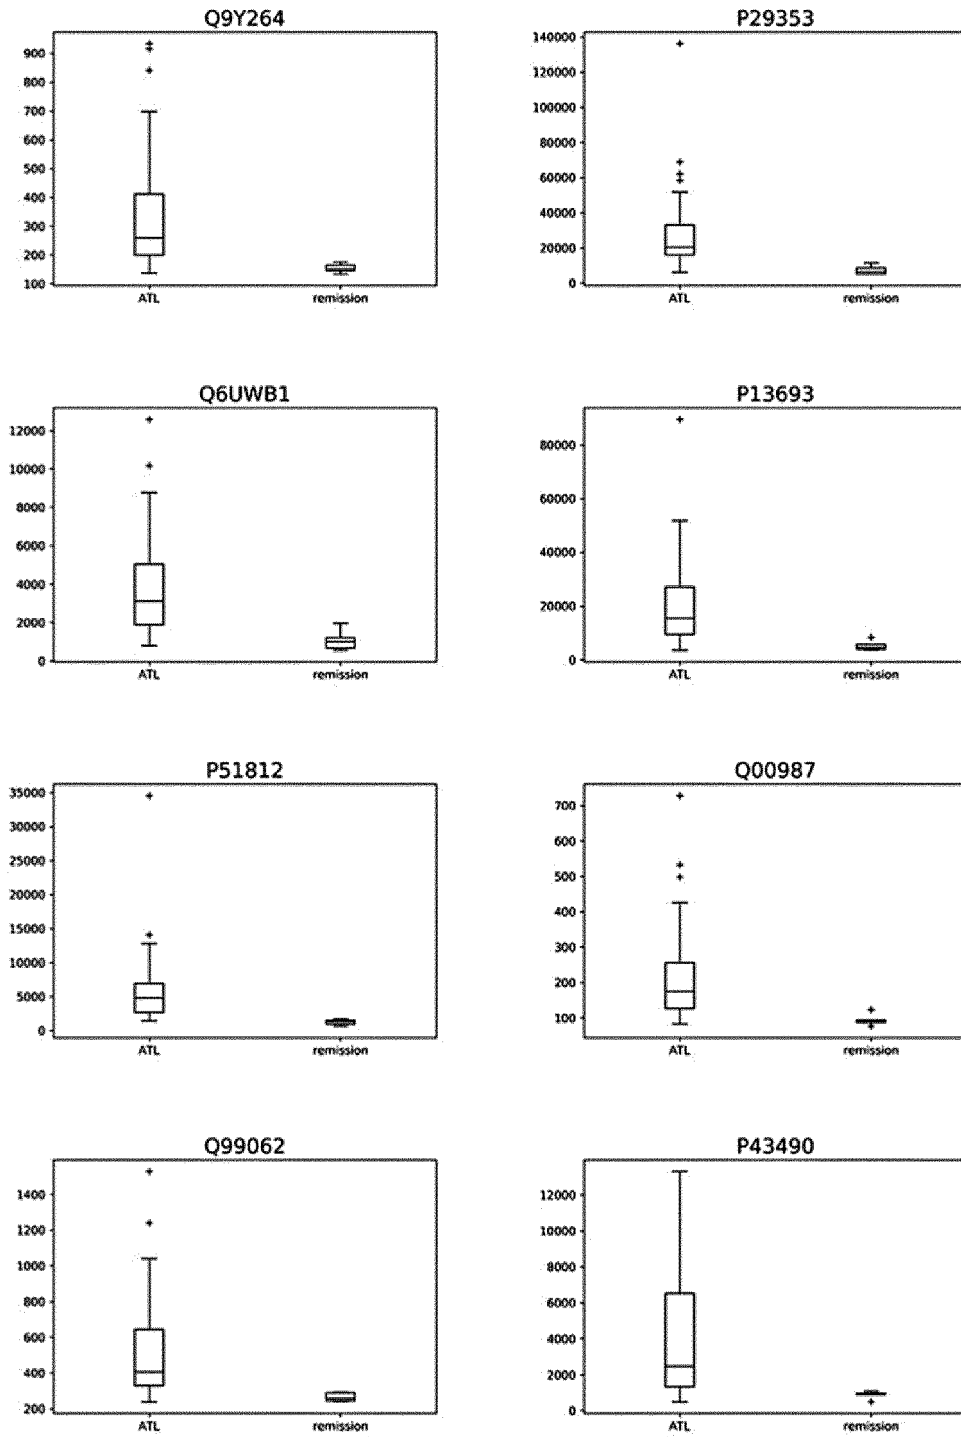 Q9Y264
900
800
700
600
500
400
300
200
100
ATL
remission
P29353
140000
120000
100000
80000
60000
40000
20000
0
ATL
remission
Q6UWB1
12000
10000
8000
6000
4000
2000
0
ATL
remission
P13693
80000
60000
40000
20000
0
ATL
remission
P51812
35000
30000
25000
20000
15000
10000
5000
0
ATL
remission
Q00987
700
600
500
400
300
200
100
ATL
remission
Q99062
1400
1200
1000
800
600
400
200
ATL
remission
P43490
12000
10000
8000
6000
4000
2000
0
ATL
remission